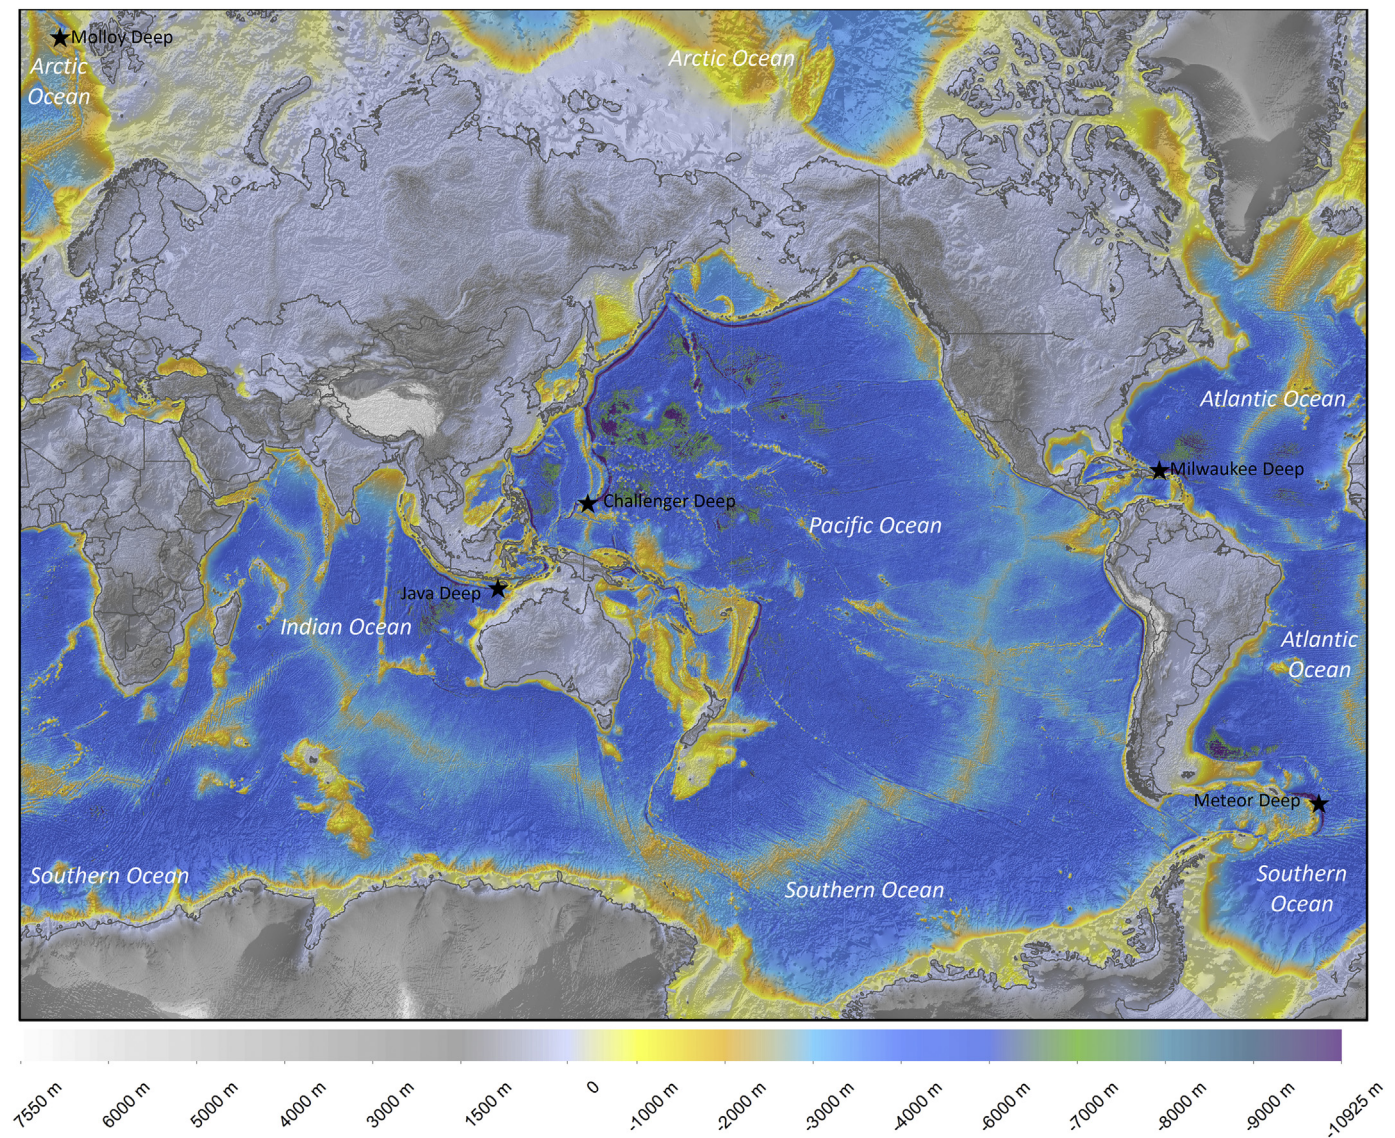 Molloy Deep
Arctic
Ocean
Arctic Ocean
Atlantic Ocean
Milwaukee Deep
Challenger Deep
Pacific Ocean
Java Deep
Indian Ocean
Atlantic
Ocean
Meteor Deep
Southern Ocean
Southern Ocean
Southern
Ocean
7550 m
6000 m
5000 m
4000 m
3000 m
1500 m
0
-1000 m
-2000 m
-3000 m
-4000 m
-6000 m
-7000 m
-8000 m
-9000 m
-10925 m